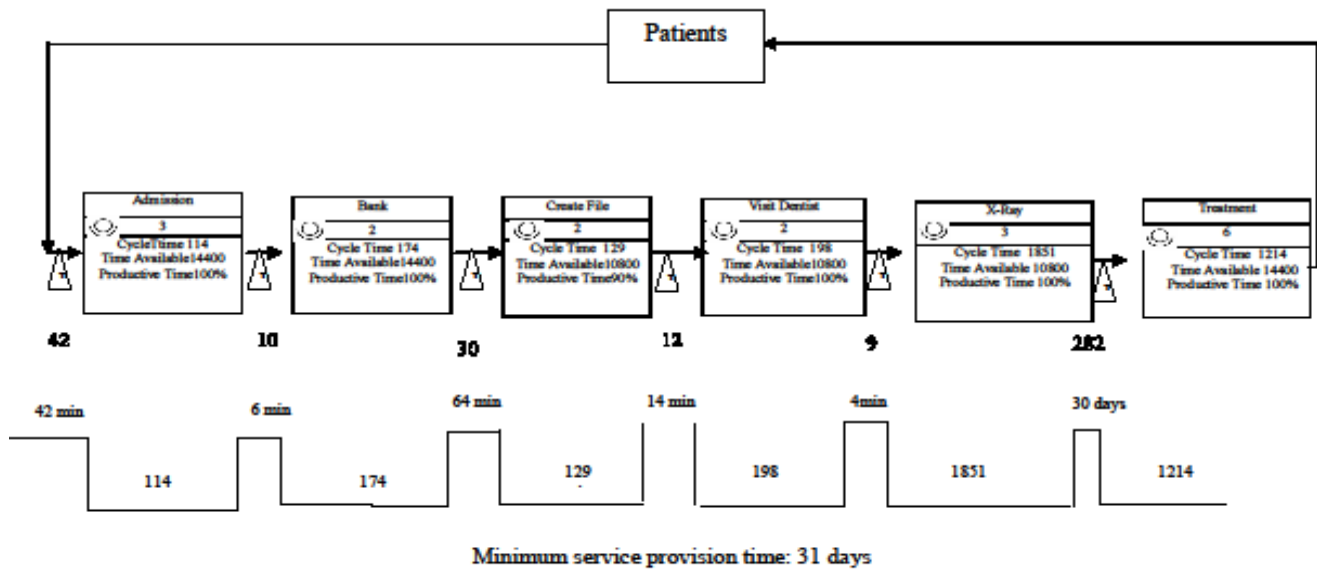 Patients
Admission
3
CycleTtime 114
Time Available14400
Productive Time100%
Bank
2
Cycle Time 174
Time Available14400
Productive Time100%
Create File
2
Cycle Time 129
Time Available10800
Productive Time90%
Visit Dentist
2
Cycle Time 198
Time Available10800
Productive Time100%
X-Ray
3
Cycle Time 1851
Time Available 10800
Productive Time 100%
Treatment
6
Cycle Time 1214
Time Available 14400
Productive Time 100%
42
10
30
12
9
282
42 min
6 min
64 min
14 min
4min
30 days
114
174
129
198
1851
1214
Minimum service provision time: 31 days